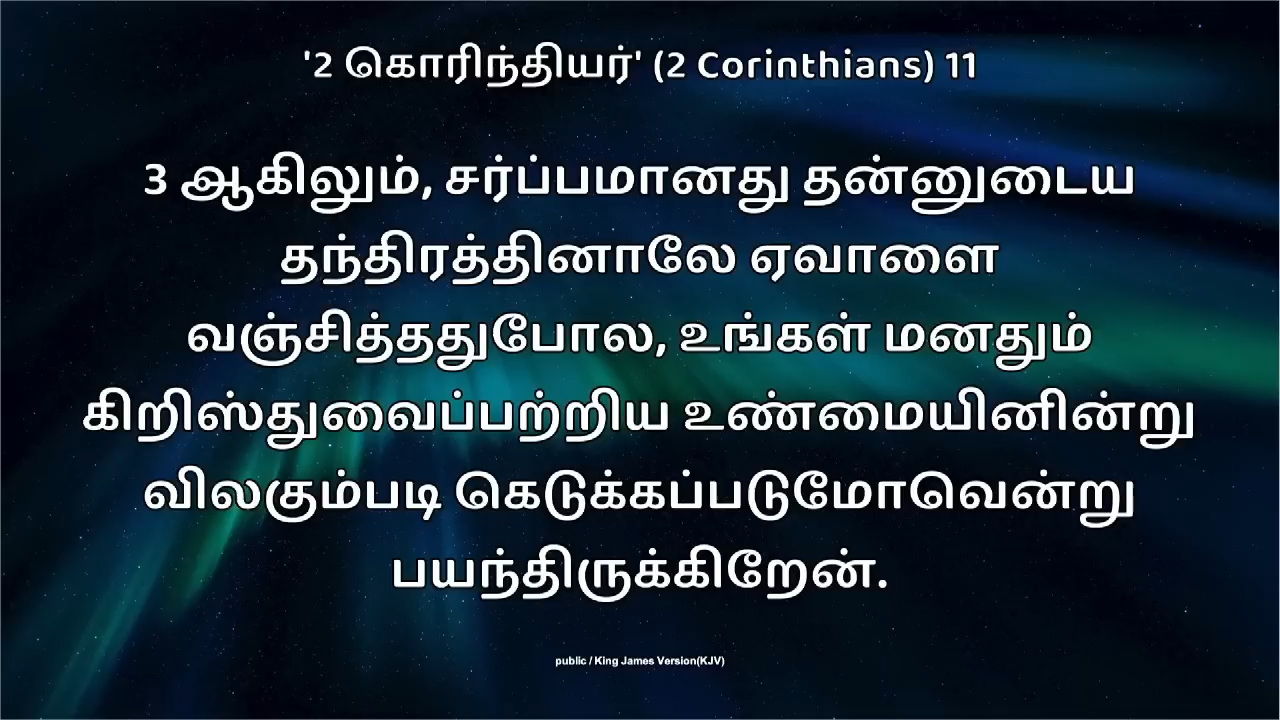 '2 கொரிந்தியர்' (2 Corinthians) 11
3 ஆகிலும், சர்ப்பமானது தன்னுடைய
தந்திரத்தினாலே ஏவாளை
வஞ்சித்ததுபோல, உங்கள் மனதும்
கிறிஸ்துவைப்பற்றிய உண்மையினின்று
விலகும்படி கெடுக்கப்படுமோவென்று
பயந்திருக்கிறேன்.
public / King James Version(KJV)